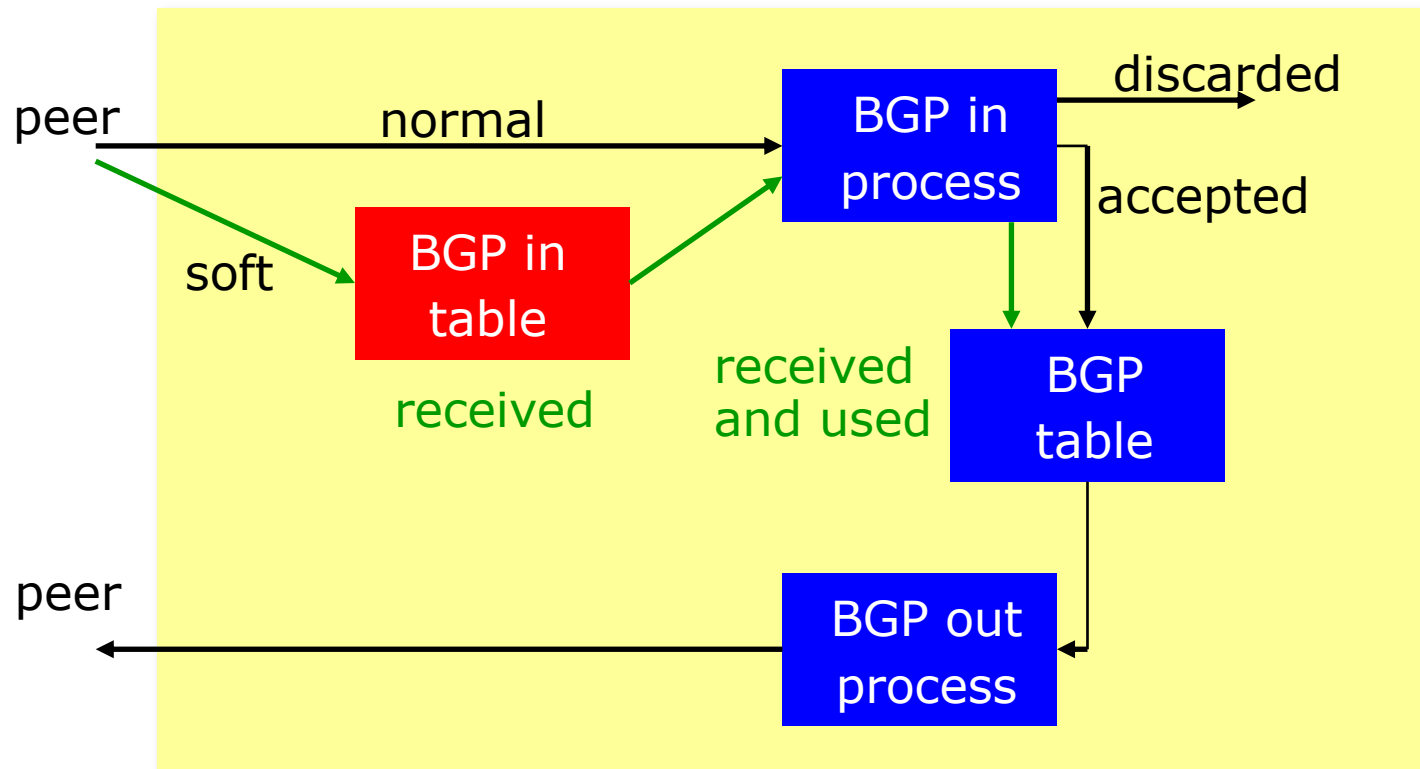 discarded
peer
normal
BGP in
process
accepted
soft
BGP in
table
received
received
and used
BGP
table
peer
BGP out
process